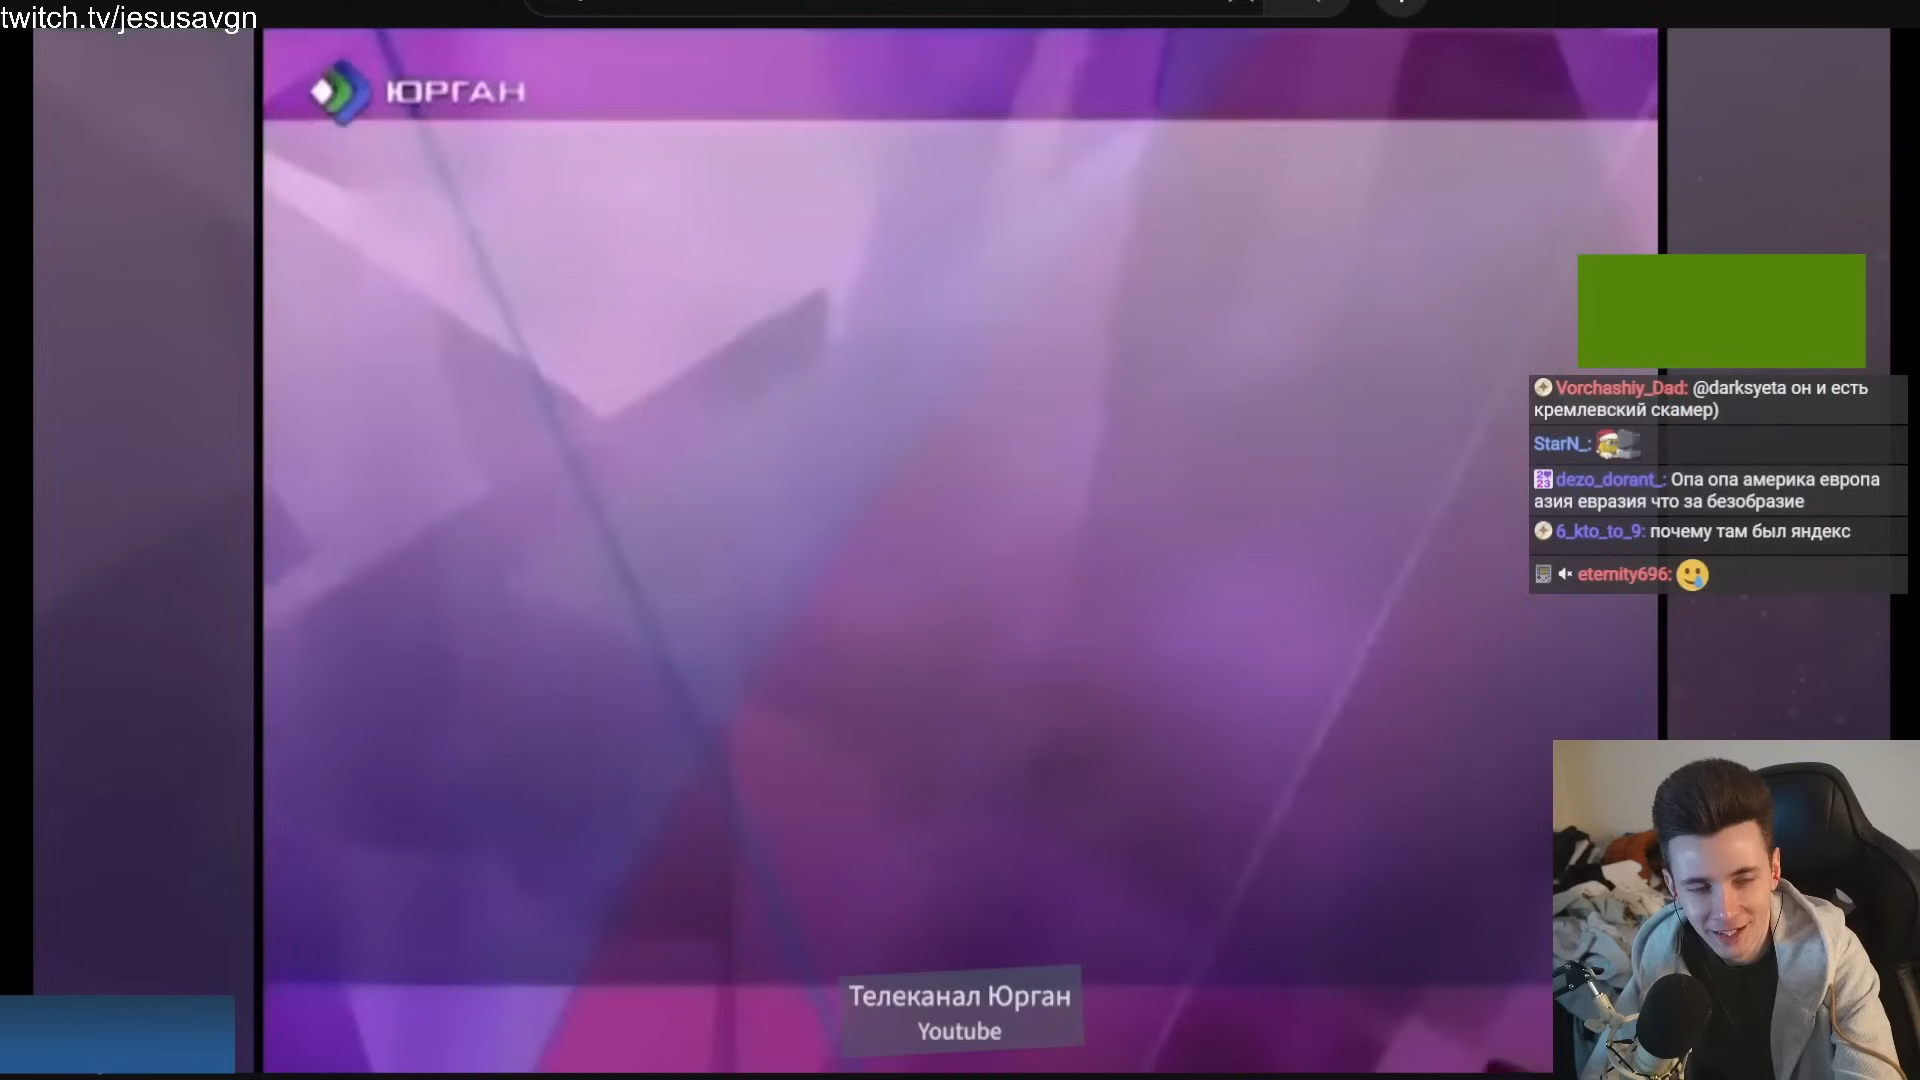 twitch.tv/jesusavgn
ЮРГАН
Vorchashiy_Dad: @darksyeta он и есть
кремлевский скамер)
StarN_:
dezo_dorant_: Опа опа америка европа
азия евразия что за безобразие
6_kto_to_9: почему там был яндекс
eternity696:
Телеканал Юрган
Youtube